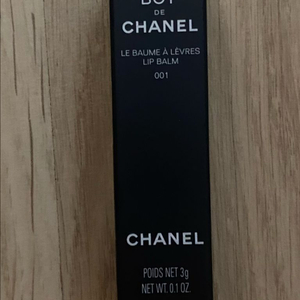 BOY
DE
CHANEL
LE BAUME À LÈVRES
LIP BALM
001
CHANEL
POIDS NET 3g
NET WT. 0.1 OZ.